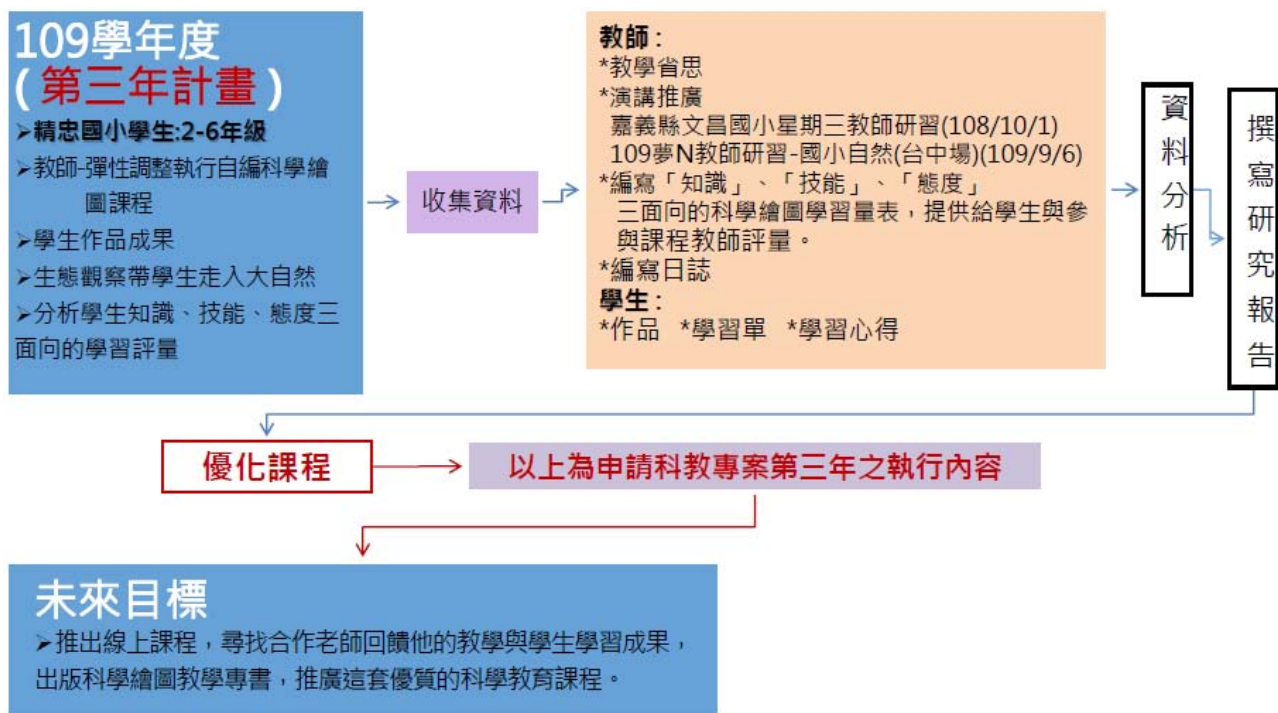 109學年度
(第三年計畫)
➢精忠國小學生:2-6年級
➢教師-彈性調整執行自編科學繪
圖課程
➢學生作品成果
➢生態觀察帶學生走入大自然
➢分析學生知識、技能、態度三
面向的學習評量
收集資料
教師：
*教學省思
*演講推廣
嘉義縣文昌國小星期三教師研習(108/10/1)
109夢N教師研習-國小自然(台中場)(109/9/6)
*編寫「知識」、「技能」、「態度」
三面向的科學繪圖學習量表，提供給學生與參
與課程教師評量。
*編寫日誌
學生：
*作品 *學習單 *學習心得
資料分析
撰寫研究報告
優化課程
以上為申請科教專案第三年之執行內容
未來目標
➢推出線上課程，尋找合作老師回饋他的教學與學生學習成果，
出版科學繪圖教學專書，推廣這套優質的科學教育課程。